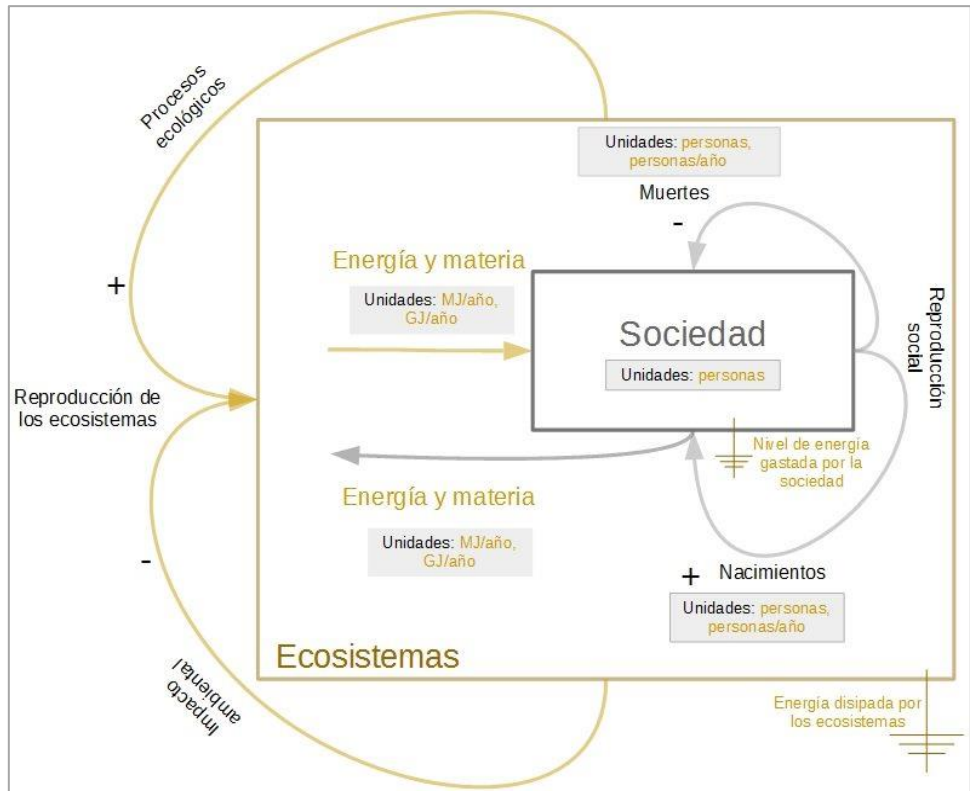 Procesos
ecológicos
Unidades: personas,
personas/año
Muertes
-
Energía y materia
Unidades: MJ/año,
GJ/año
+
Sociedad
Unidades: personas
Reproducción
social
Reproducción de
los ecosistemas
Nivel de energía
gastada por la
sociedad
Energía y materia
Unidades: MJ/año,
GJ/año
-
+ Nacimientos
Unidades: personas,
personas/año
Ecosistemas
Impacto
ambiental
Energía disipada por
los ecosistemas